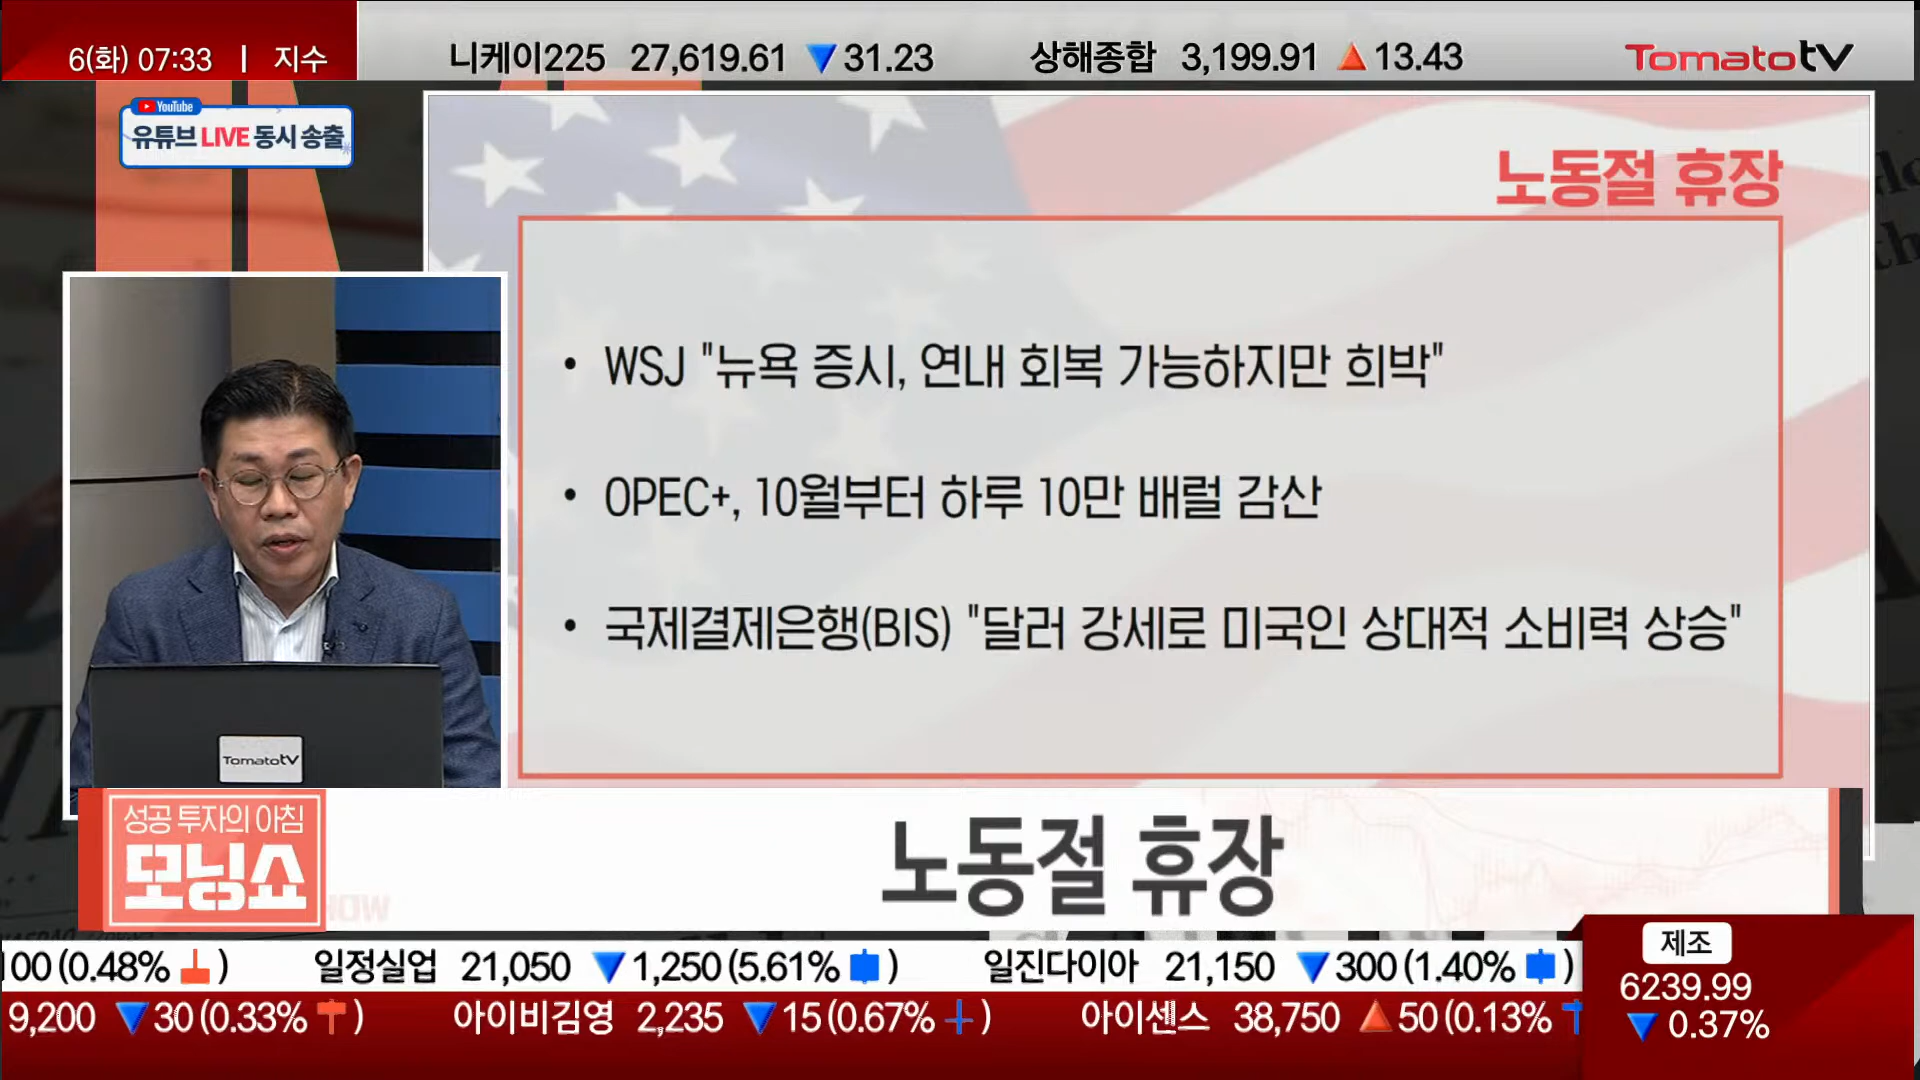 6(화) 07:33 | 지수
니케이225 27,619.61 ▼31.23 상해종합 3,199.91 ▲13.43
Tomato tV
YouTube
유튜브 LIVE 동시 송출
노동절 휴장
• WSJ "뉴욕 증시, 연내 회복 가능하지만 희박"
• OPEC+, 10월부터 하루 10만 배럴 감산
• 국제결제은행(BIS) "달러 강세로 미국인 상대적 소비력 상승"
Tomato tV
성공 투자의 아침
모닝쇼
노동절 휴장
00(0.48% ) 일정실업 21,050 ▼1,250(5.61% ) 일진다이아 21,150 ▼300(1.40% )
9,200 ▼30(0.33% ) 아이비김영 2,235 ▼15(0.67% ) 아이센스 38,750 ▲50(0.13%
제조
6239.99
▼ 0.37%